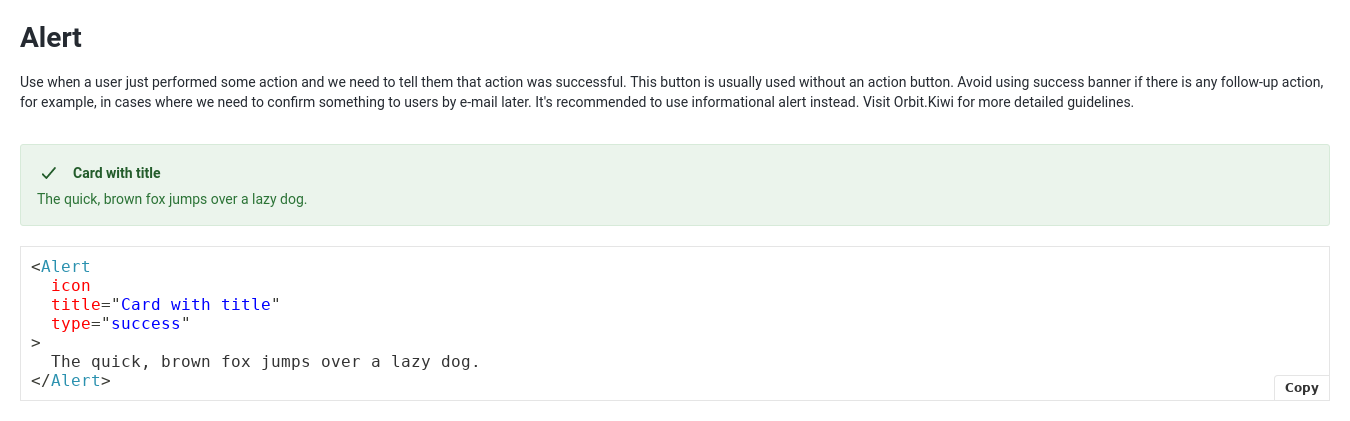 Alert
Use when a user just performed some action and we need to tell them that action was successful. This button is usually used without an action button. Avoid using success banner if there is any follow-up action,
for example, in cases where we need to confirm something to users by e-mail later. It's recommended to use informational alert instead. Visit Orbit.Kiwi for more detailed guidelines.
Card with title
The quick, brown fox jumps over a lazy dog.
<Alert
  icon
  title="Card with title"
  type="success"
>
  The quick, brown fox jumps over a lazy dog.
</Alert>
Copy